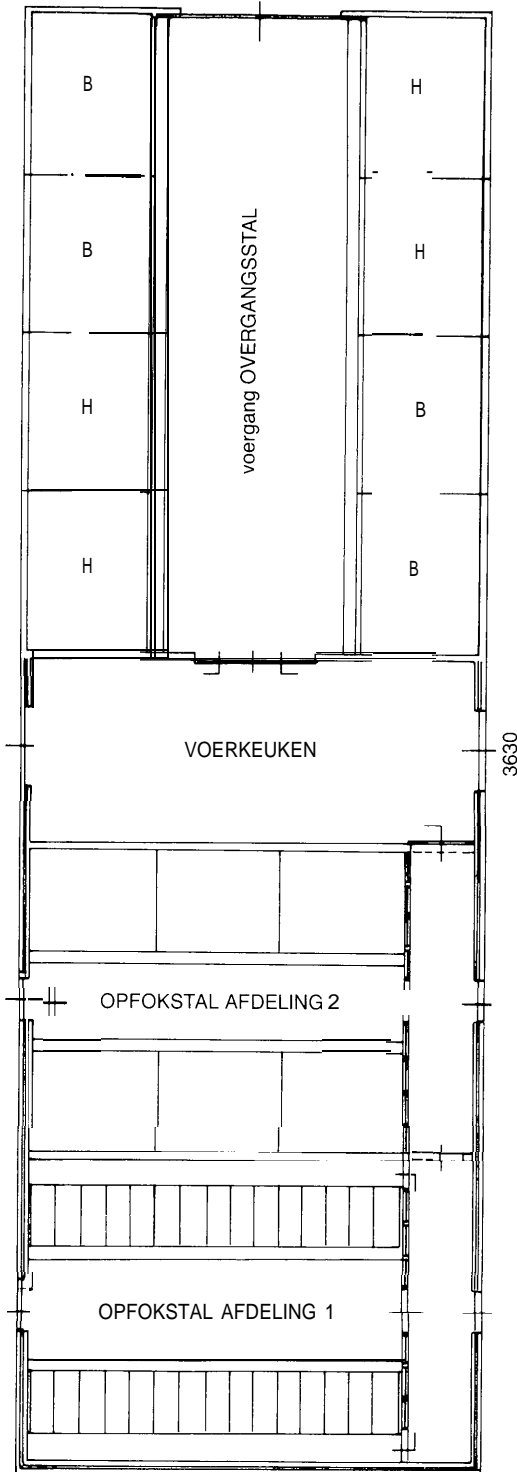 B
H
B
H
voergang OVERGANGSSTAL
H
B
H
B
VOERKEUKEN
3630
OPFOKSTAL AFDELING 2
OPFOKSTAL AFDELING 1